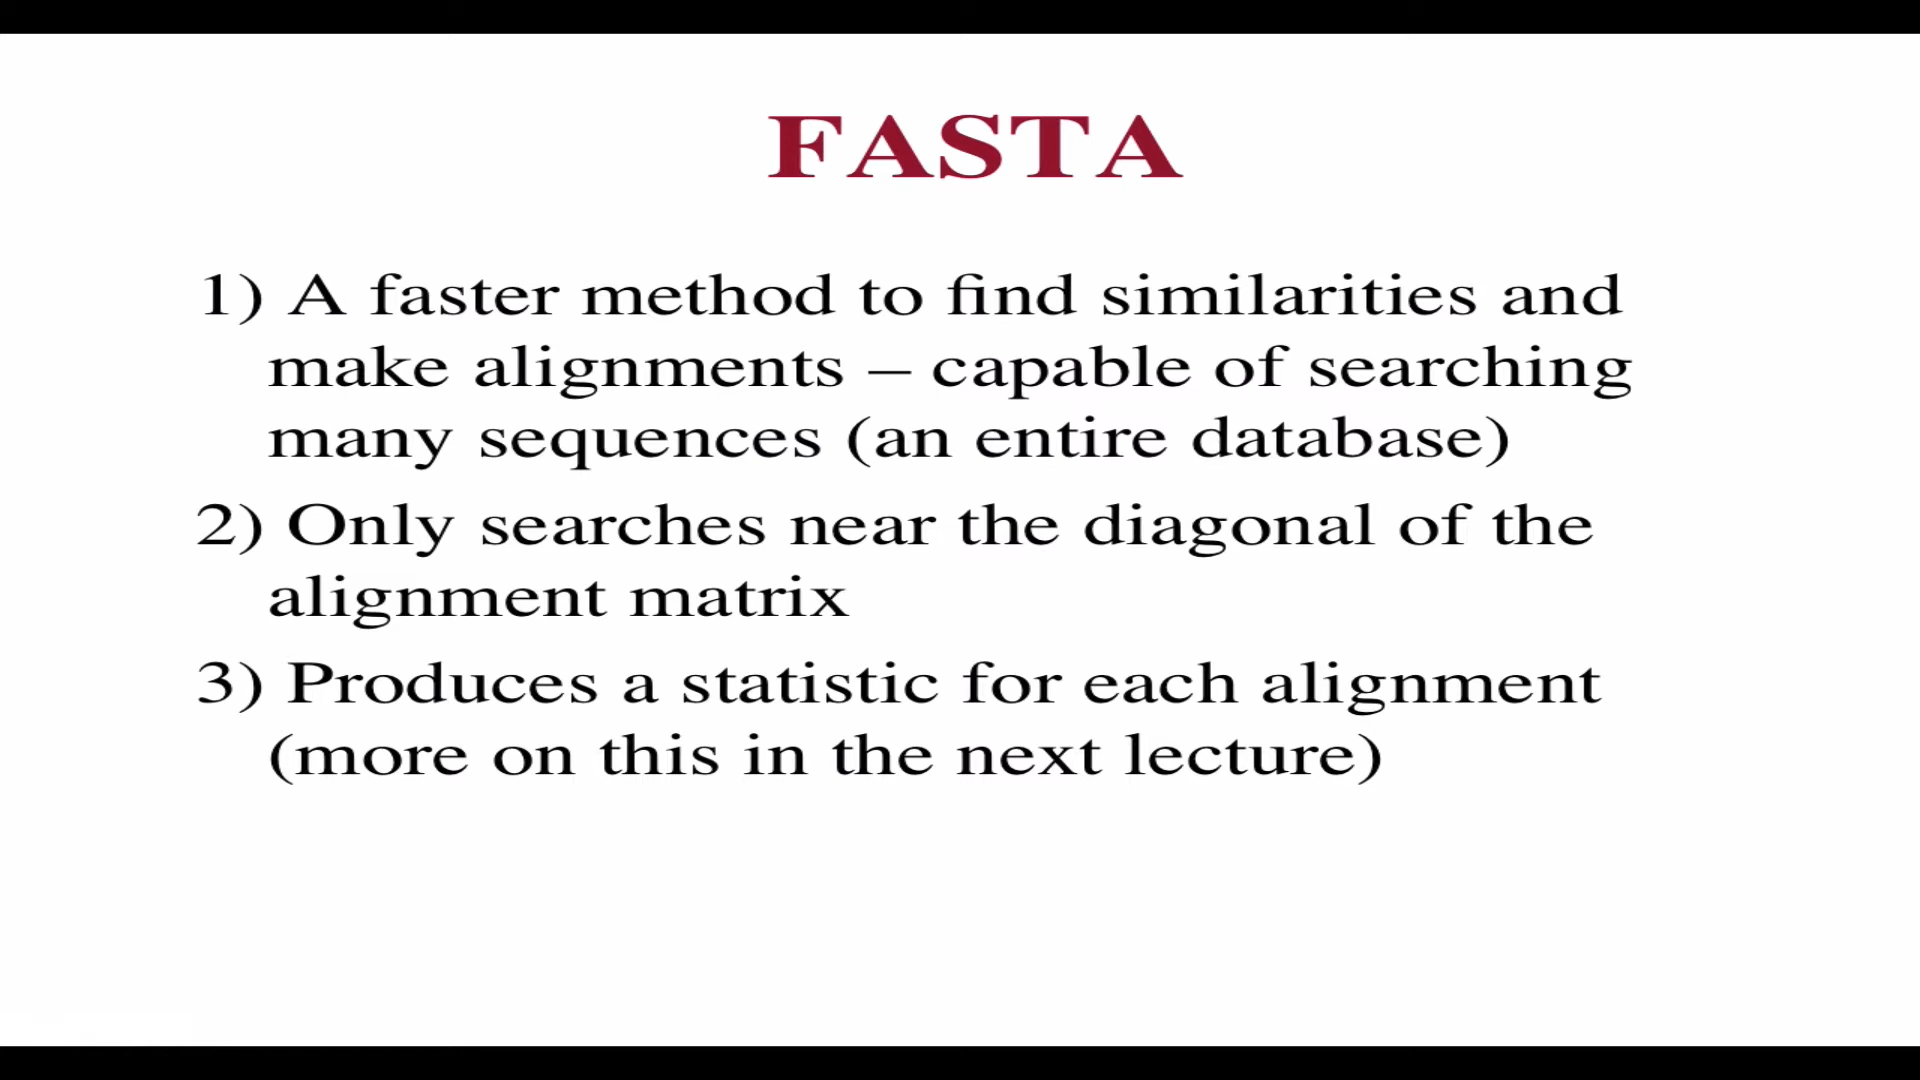 FASTA
1) A faster method to find similarities and
make alignments – capable of searching
many sequences (an entire database)
2) Only searches near the diagonal of the
alignment matrix
3) Produces a statistic for each alignment
(more on this in the next lecture)